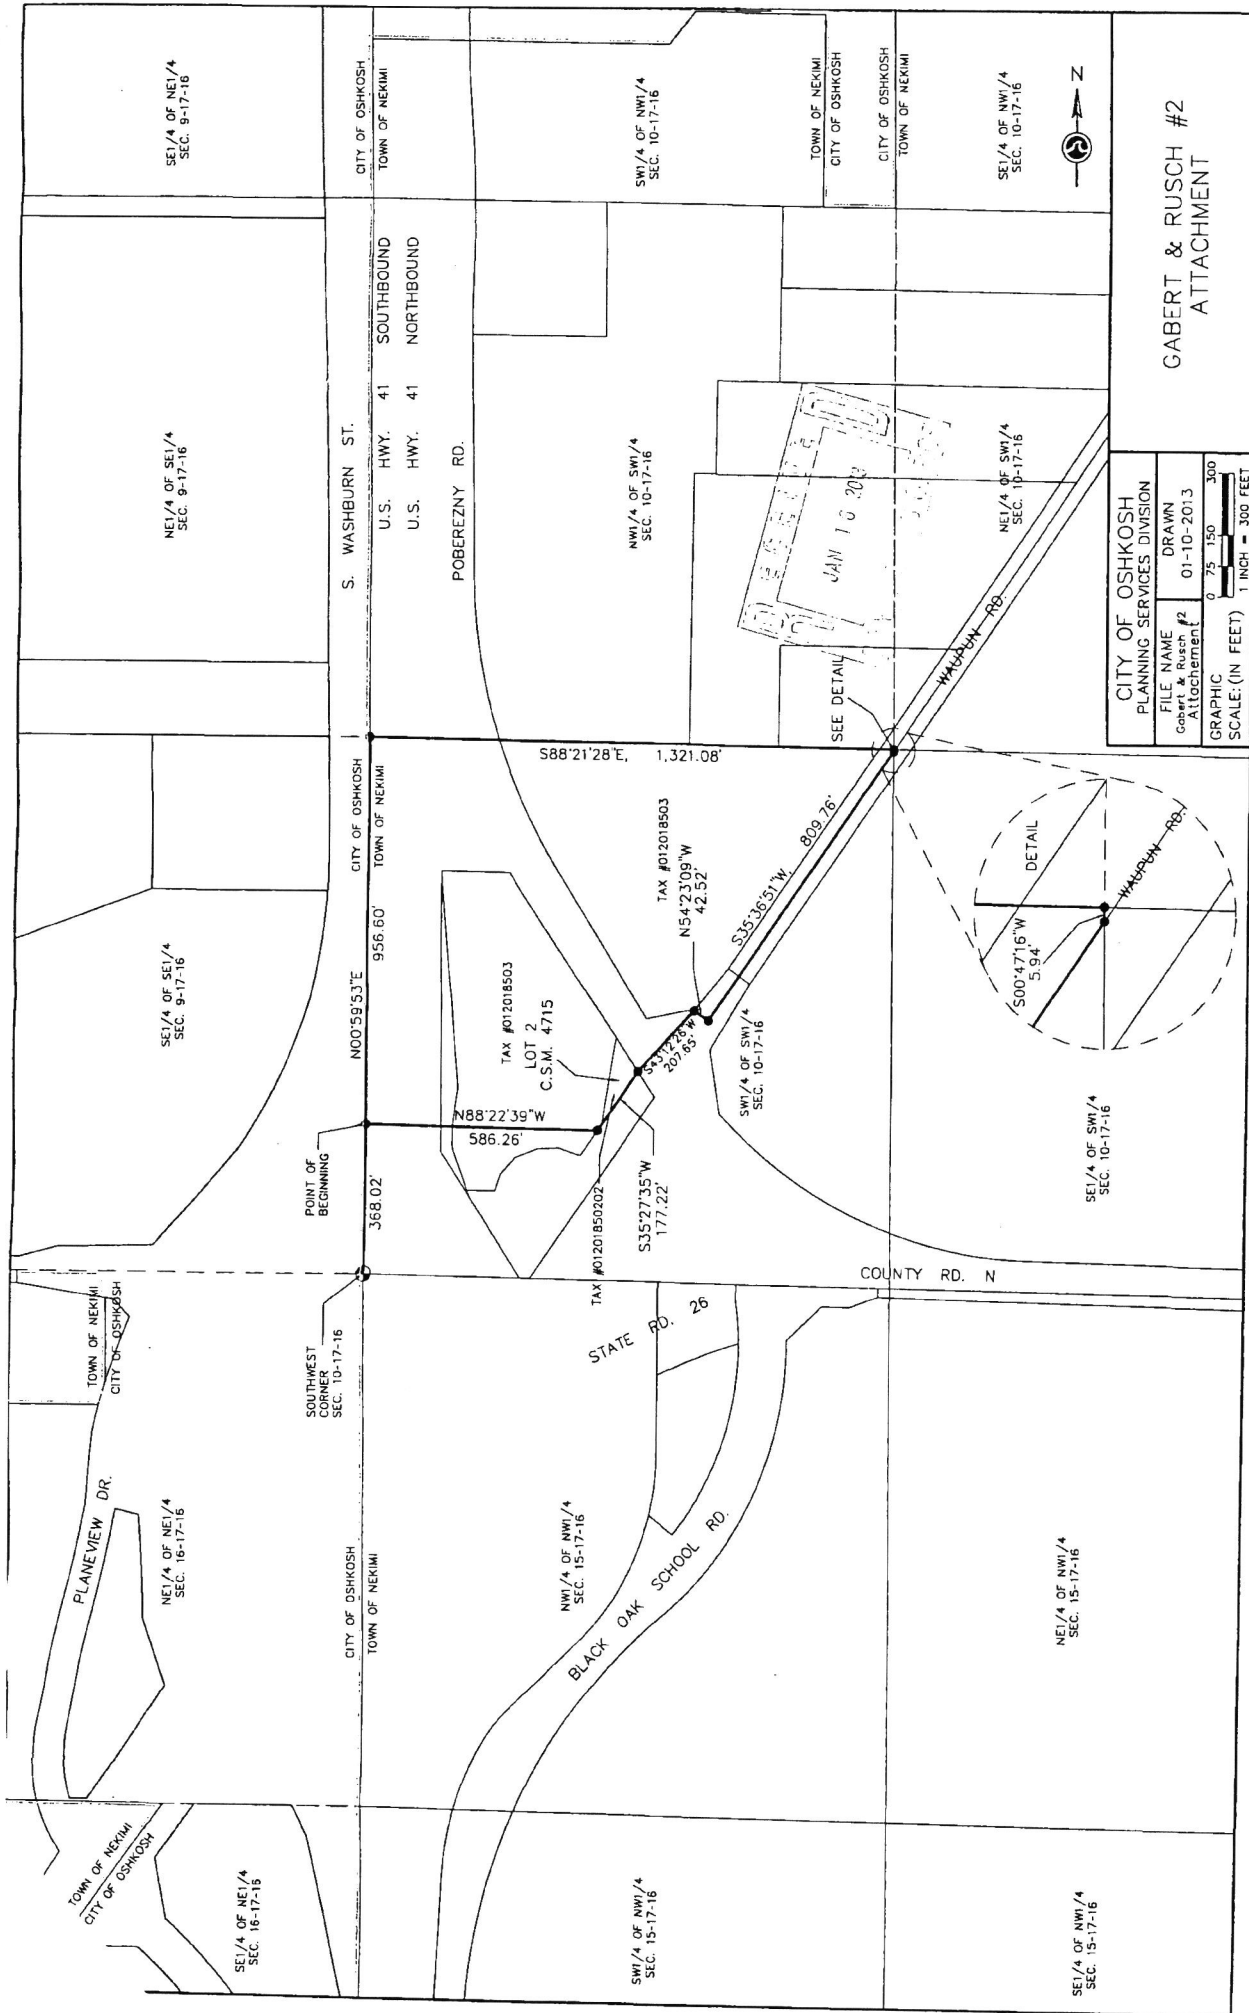 SE1/4 OF NE1/4
SEC. 9-17-16
CITY OF OSHKOSH
TOWN OF NEKIMI
SW1/4 OF NW1/4
SEC. 10-17-16
TOWN OF NEKIMI
CITY OF OSHKOSH
CITY OF OSHKOSH
TOWN OF NEKIMI
SE1/4 OF NW1/4
SEC. 10-17-16
N
NE1/4 OF SE1/4
SEC. 9-17-16
S. WASHBURN ST.
U.S. HWY. 41 SOUTHBOUND
U.S. HWY. 41 NORTHBOUND
POBEREZNY RD.
NW1/4 OF SW1/4
SEC. 10-17-16
JAN 10 2013
NE1/4 OF SW1/4
SEC. 10-17-16
WAUPUN RD.
SEE DETAIL
S88°21'28"E, 1,321.08'
SE1/4 OF SE1/4
SEC. 9-17-16
CITY OF OSHKOSH
TOWN OF NEKIMI
N00°59'53"E
956.60'
TAX #012018503
LOT 2
C.S.M. 4715
TAX #012018503
N54°23'09"W
42.52'
S35°36'51"W, 809.76'
S43°12'26"W
207.65'
SW1/4 OF SW1/4
SEC. 10-17-16
DETAIL
WAUPUN RD.
S00°47'16"W
5.94'
POINT OF
BEGINNING
368.02'
N88°22'39"W
586.26'
TAX #01201850202
S35°27'35"W
177.22'
SE1/4 OF SW1/4
SEC. 10-17-16
COUNTY RD. N
SOUTHWEST
CORNER
SEC. 10-17-16
TOWN OF NEKIMI
CITY OF OSHKOSH
STATE RD. 26
PLANEVIEW DR.
NE1/4 OF NE1/4
SEC. 16-17-16
CITY OF OSHKOSH
TOWN OF NEKIMI
NW1/4 OF NW1/4
SEC. 15-17-16
BLACK OAK SCHOOL RD.
NE1/4 OF NW1/4
SEC. 15-17-16
TOWN OF NEKIMI
CITY OF OSHKOSH
SE1/4 OF NE1/4
SEC. 16-17-16
SW1/4 OF NW1/4
SEC. 15-17-16
SE1/4 OF NW1/4
SEC. 15-17-16
CITY OF OSHKOSH
PLANNING SERVICES DIVISION
FILE NAME
Gabert & Rusch #2
Attachement
DRAWN
01-10-2013
GRAPHIC
SCALE:(IN FEET)
0 75 150 300
1 INCH = 300 FEET
GABERT & RUSCH #2
ATTACHMENT